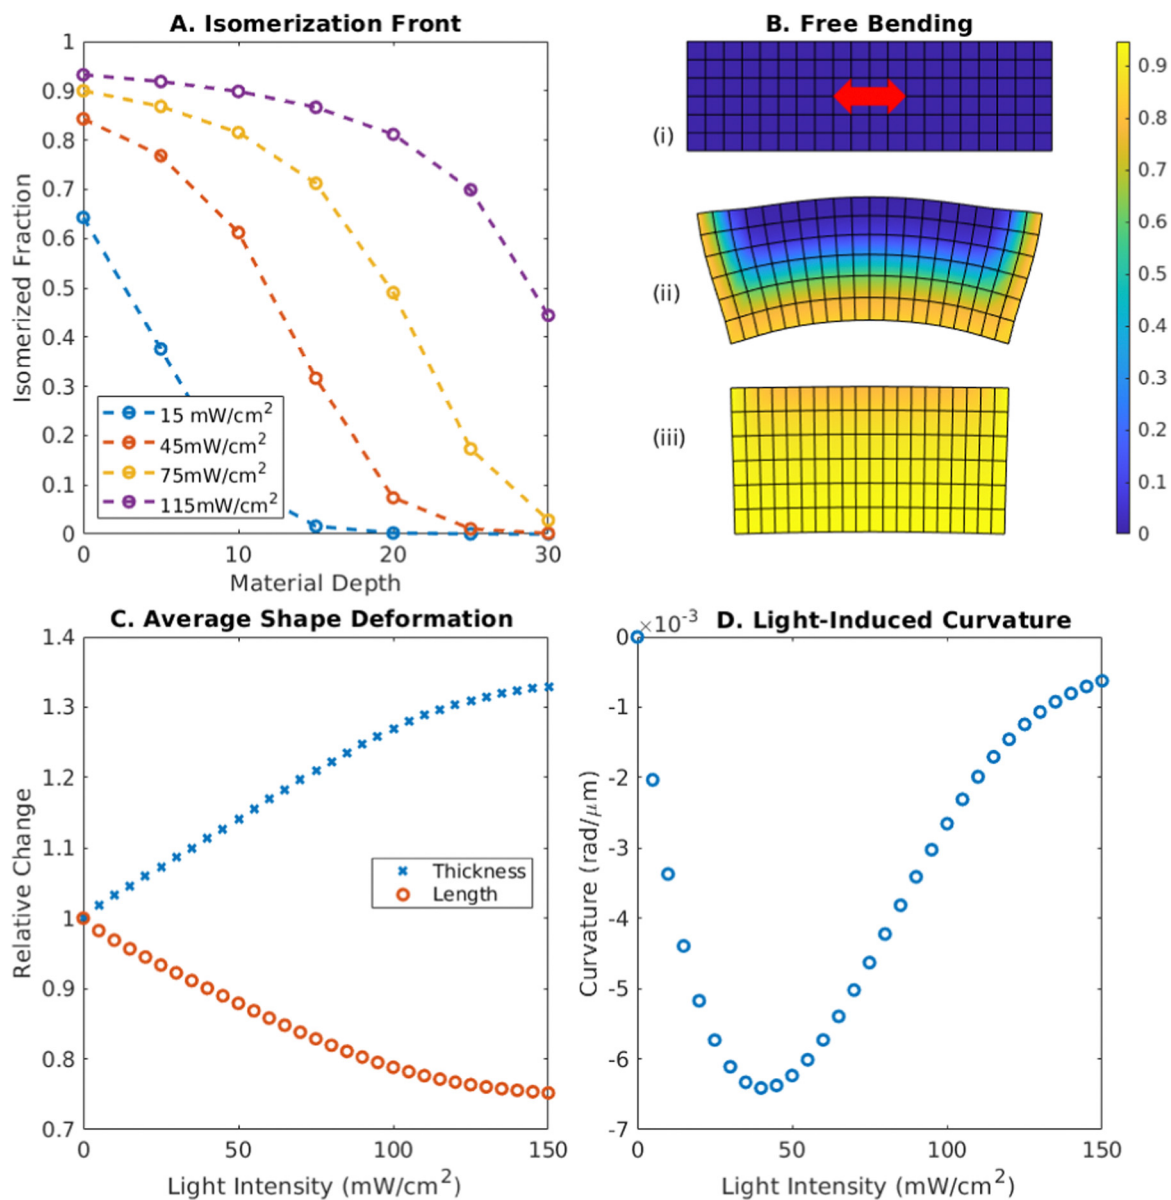 A. Isomerization Front
1
0.9
0.8
0.7
0.6
0.5
0.4
0.3
0.2
0.1
0
Isomerized Fraction
15 mW/cm²
45mW/cm²
75mW/cm²
115mW/cm²
0 10 20 30
Material Depth
B. Free Bending
(i)
(ii)
(iii)
0.9
0.8
0.7
0.6
0.5
0.4
0.3
0.2
0.1
0
C. Average Shape Deformation
1.4
1.3
1.2
1.1
1
0.9
0.8
0.7
Relative Change
Thickness
Length
0 50 100 150
Light Intensity (mW/cm²)
D. Light-Induced Curvature
×10⁻³
0
-1
-2
-3
-4
-5
-6
-7
Curvature (rad/μm)
0 50 100 150
Light Intensity (mW/cm²)